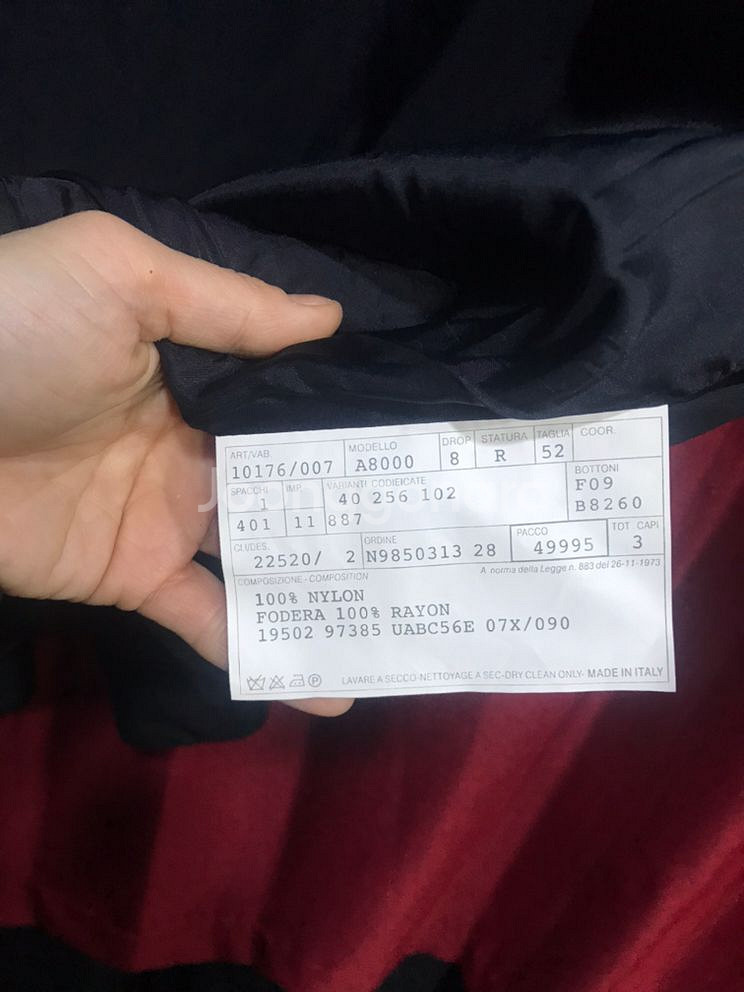 ART/VAB. MODELLO DROP STATURA TAGLIA COOR.
10176/007 A8000 8 R 52
SPACCHI IMP. VARIANTI CODIFICATE BOTTONI
1 40 256 102 F09
401 11 887 B8260
CL/DES. ORDINE PACCO TOT. CAPI
22520/ 2 N9850313 28 49995 3
COMPOSIZIONE - COMPOSITION A norma della Legge n. 883 del 26-11-1973
100% NYLON
FODERA 100% RAYON
19502 97385 UABC56E 07X/090
LAVARE A SECCO-NETTOYAGE A SEC-DRY CLEAN ONLY- MADE IN ITALY